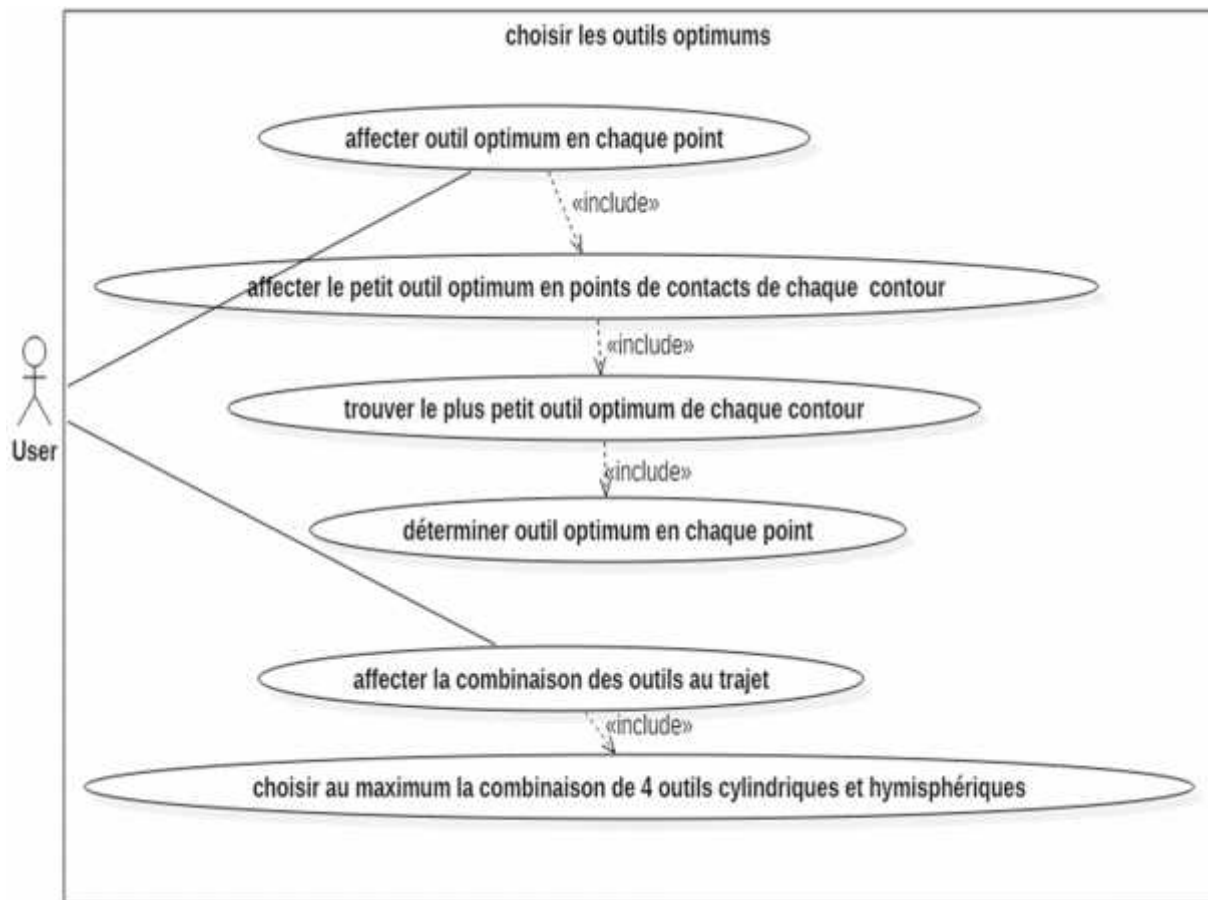 choisir les outils optimums
affecter outil optimum en chaque point
«include»
affecter le petit outil optimum en points de contacts de chaque contour
«include»
trouver le plus petit outil optimum de chaque contour
User
«include»
déterminer outil optimum en chaque point
affecter la combinaison des outils au trajet
«include»
choisir au maximum la combinaison de 4 outils cylindriques et hymisphériques